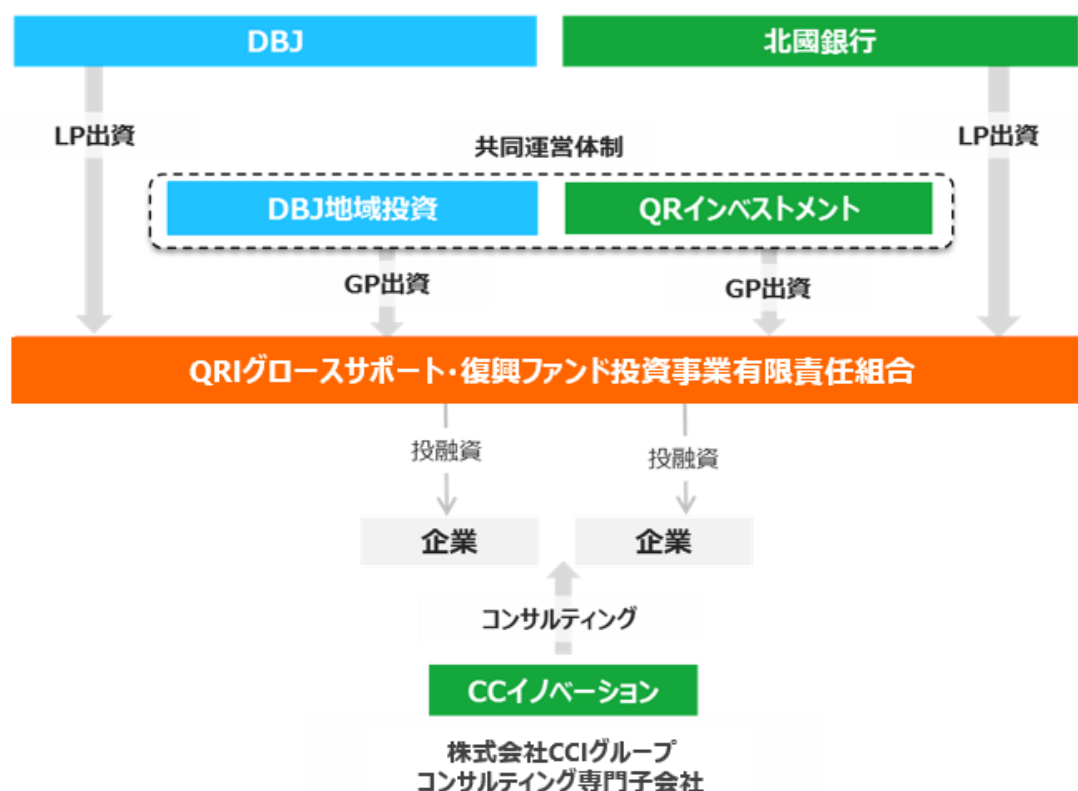 DBJ
北國銀行
LP出資
LP出資
共同運営体制
DBJ地域投資
QRインベストメント
GP出資
GP出資
QRIグロースサポート・復興ファンド投資事業有限責任組合
投融資
投融資
企業
企業
コンサルティング
CCイノベーション
株式会社CCIグループ
コンサルティング専門子会社